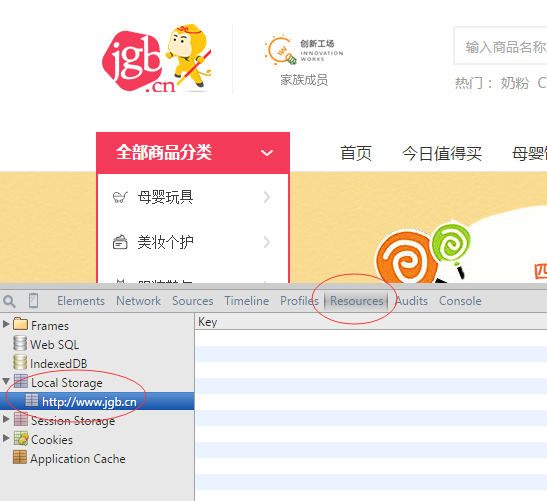 jgb
.cn
创新工场
INNOVATION
WORKS
家族成员
输入商品名称
热门： 奶粉 C
全部商品分类
首页 今日值得买 母婴
母婴玩具
美妆个护
四
Elements Network Sources Timeline Profiles Resources Audits Console
Frames
Web SQL
IndexedDB
Local Storage
http://www.jgb.cn
Session Storage
Cookies
Application Cache
Key